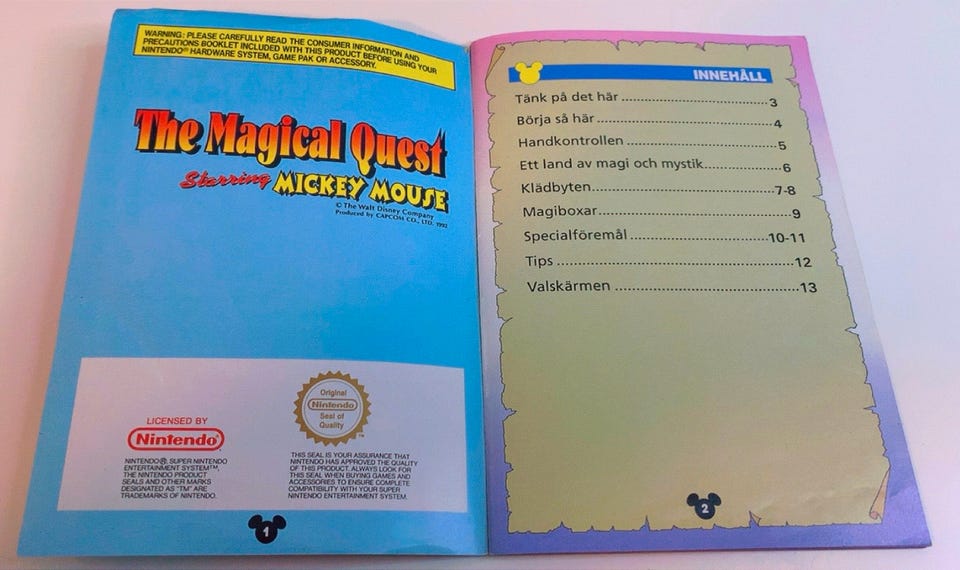 WARNING: PLEASE CAREFULLY READ THE CONSUMER INFORMATION AND
PRECAUTIONS BOOKLET INCLUDED WITH THIS PRODUCT BEFORE USING YOUR
NINTENDO® HARDWARE SYSTEM, GAME PAK OR ACCESSORY.
The Magical Quest
Starring MICKEY MOUSE
© The Walt Disney Company
Produced by CAPCOM CO., LTD. 1992
LICENSED BY
Nintendo®
NINTENDO®, SUPER NINTENDO
ENTERTAINMENT SYSTEM™,
THE NINTENDO PRODUCT
SEALS AND OTHER MARKS
DESIGNATED AS "TM" ARE
TRADEMARKS OF NINTENDO.
Original
Nintendo
Seal of
Quality
TM
THIS SEAL IS YOUR ASSURANCE THAT
NINTENDO HAS APPROVED THE QUALITY
OF THIS PRODUCT. ALWAYS LOOK FOR
THIS SEAL WHEN BUYING GAMES AND
ACCESSORIES TO ENSURE COMPLETE
COMPATIBILITY WITH YOUR SUPER
NINTENDO ENTERTAINMENT SYSTEM.
1
INNEHÅLL
Tänk på det här 3
Börja så här 4
Handkontrollen 5
Ett land av magi och mystik 6
Klädbyten 7-8
Magiboxar 9
Specialföremål 10-11
Tips 12
Valskärmen 13
2